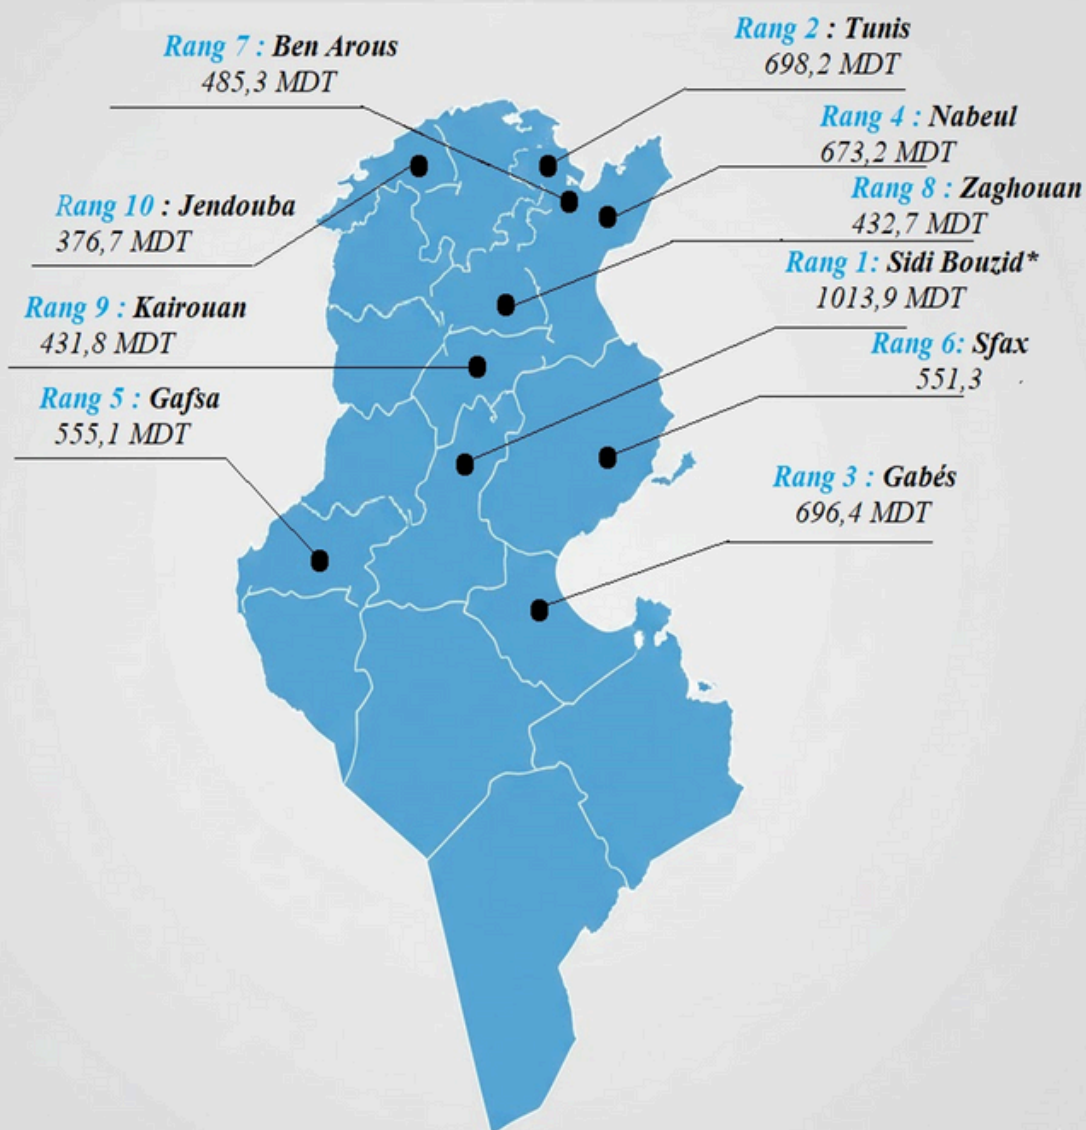 Rang 7 : Ben Arous
485,3 MDT
Rang 2 : Tunis
698,2 MDT
Rang 4 : Nabeul
673,2 MDT
Rang 8 : Zaghouan
432,7 MDT
Rang 10 : Jendouba
376,7 MDT
Rang 1: Sidi Bouzid*
1013,9 MDT
Rang 9 : Kairouan
431,8 MDT
Rang 6: Sfax
551,3
Rang 5 : Gafsa
555,1 MDT
Rang 3 : Gabés
696,4 MDT